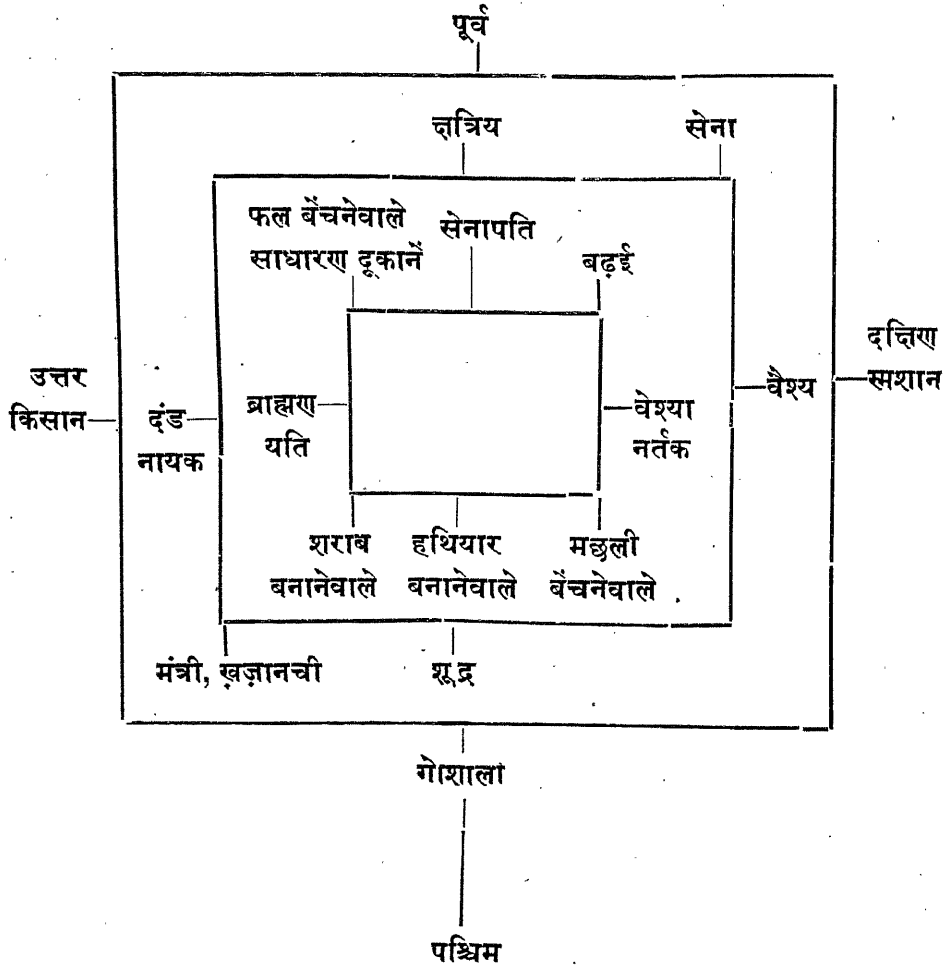 पूर्व
क्षत्रिय
सेना
फल बेंचनेवाले
साधारण दूकानें
सेनापति
बढ़ई
उत्तर
किसान
दंड
नायक
ब्राह्मण
यति
वेश्या
नर्तक
वैश्य
दक्षिण
स्मशान
शराब
बनानेवाले
हथियार
बनानेवाले
मछली
बेंचनेवाले
मंत्री, ख़ज़ानची
शूद्र
गोशाला
पश्चिम